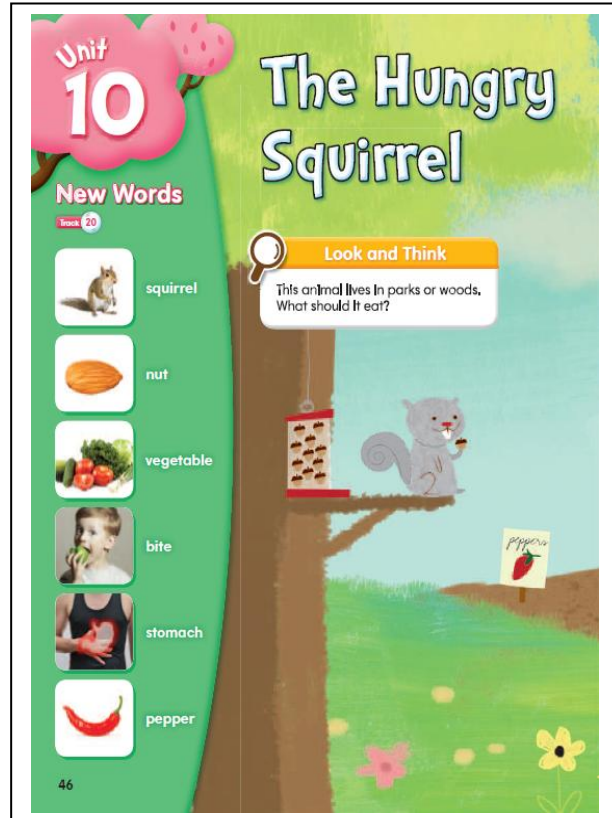 Unit
10
The Hungry
Squirrel
New Words
Track 20
squirrel
nut
vegetable
bite
stomach
pepper
Look and Think
This animal lives in parks or woods.
What should it eat?
peppers
46